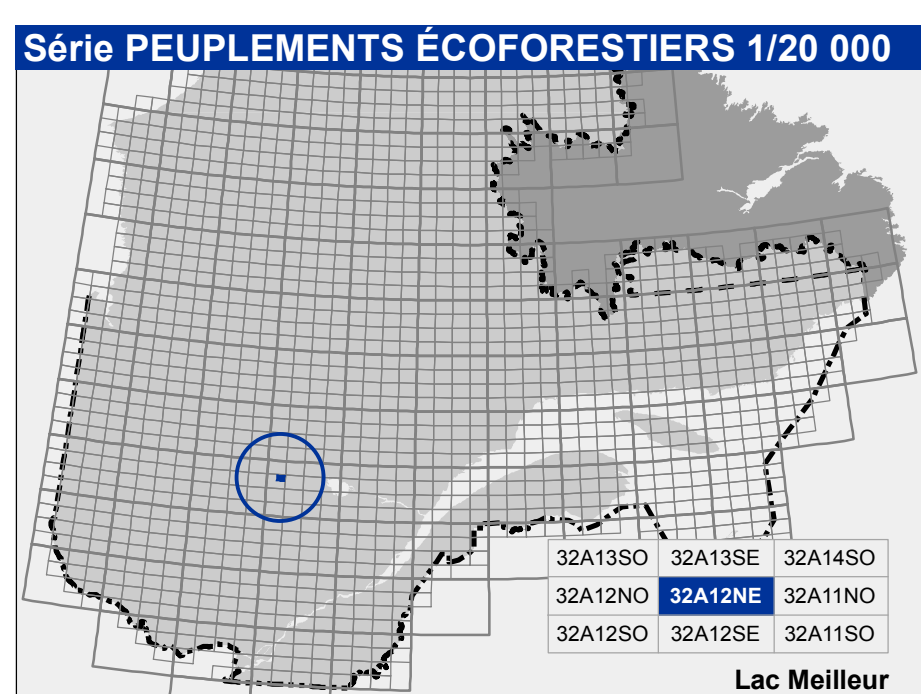 Série PEUPLEMENTS ÉCOFORESTIERS 1/20 000
32A13SO 32A13SE 32A14SO
32A12NO 32A12NE 32A11NO
32A12SO 32A12SE 32A11SO
Lac Meilleur